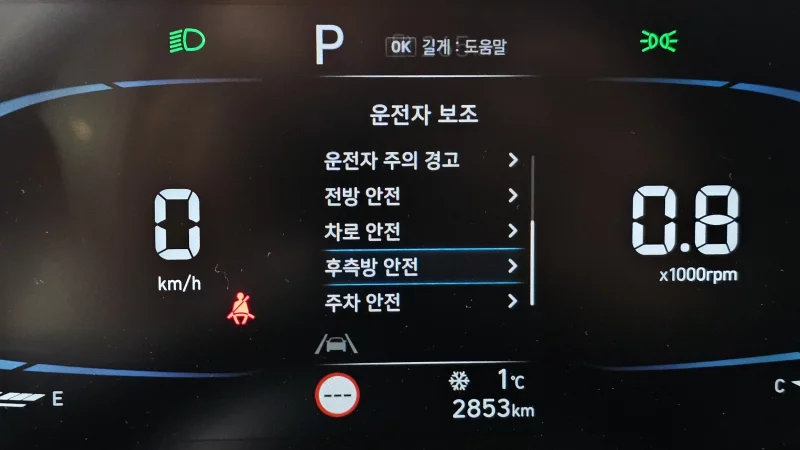 P
OK 길게 : 도움말
운전자 보조
운전자 주의 경고
전방 안전
차로 안전
후측방 안전
주차 안전
0
km/h
0.8
x1000rpm
E
---
1℃
2853km
C